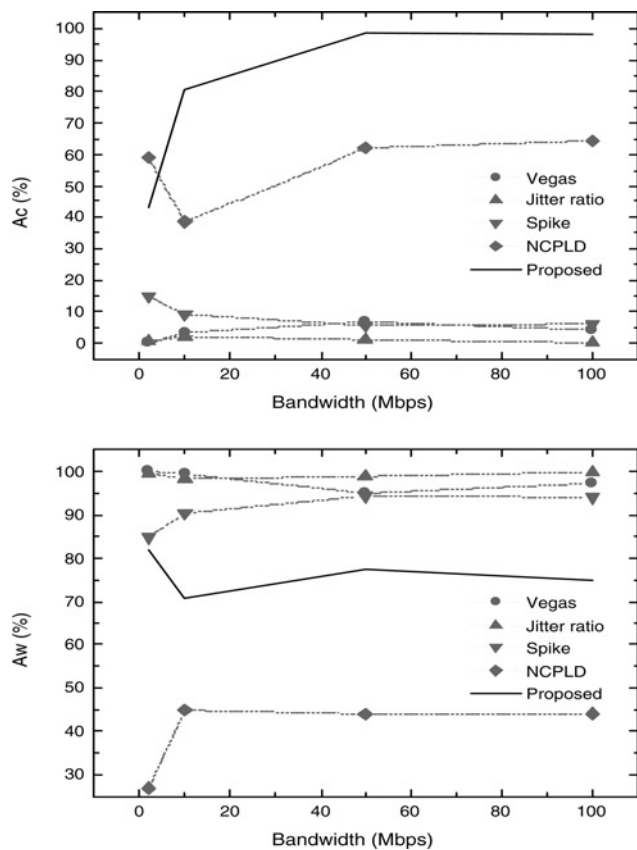 100
90
80
70
60
50
40
30
20
10
0
Ac (%)
Vegas
Jitter ratio
Spike
NCPLD
Proposed
0 20 40 60 80 100
Bandwidth (Mbps)
100
90
80
70
60
45
40
35
30
Aw (%)
Vegas
Jitter ratio
Spike
NCPLD
Proposed
0 20 40 60 80 100
Bandwidth (Mbps)